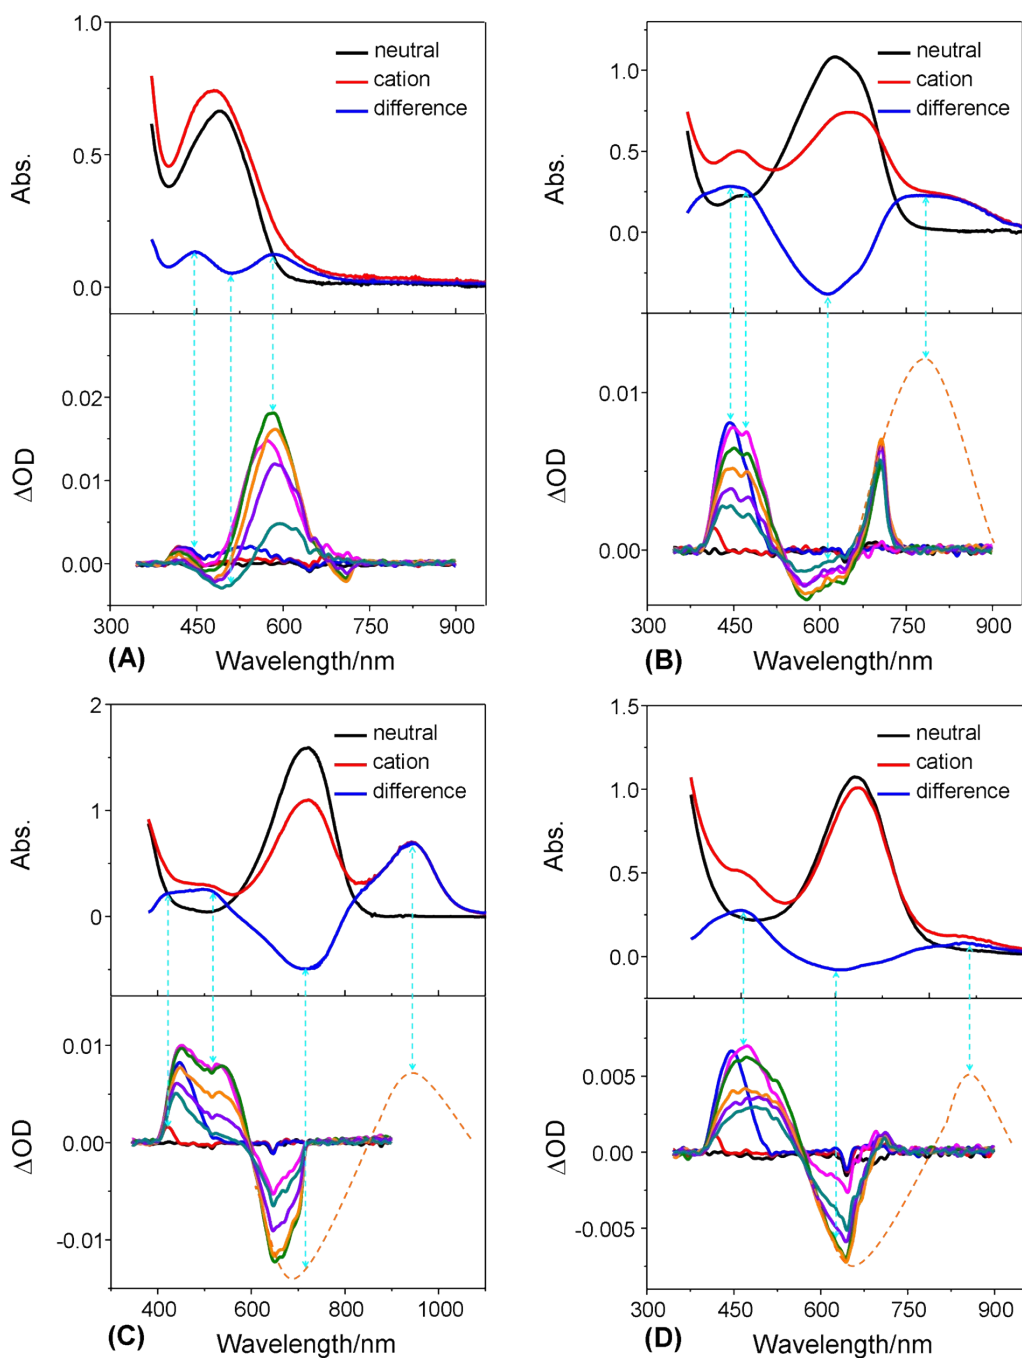 1.0
0.5
0.0
Abs.
neutral
cation
difference
0.02
0.01
0.00
ΔOD
300 450 600 750 900
Wavelength/nm
(A)
1.0
0.5
0.0
Abs.
neutral
cation
difference
0.01
0.00
ΔOD
300 450 600 750 900
Wavelength/nm
(B)
2
1
0
Abs.
neutral
cation
difference
0.01
0.00
-0.01
ΔOD
400 600 800 1000
Wavelength/nm
(C)
1.5
1.0
0.5
0.0
Abs.
neutral
cation
difference
0.005
0.000
-0.005
ΔOD
300 450 600 750 900
Wavelength/nm
(D)